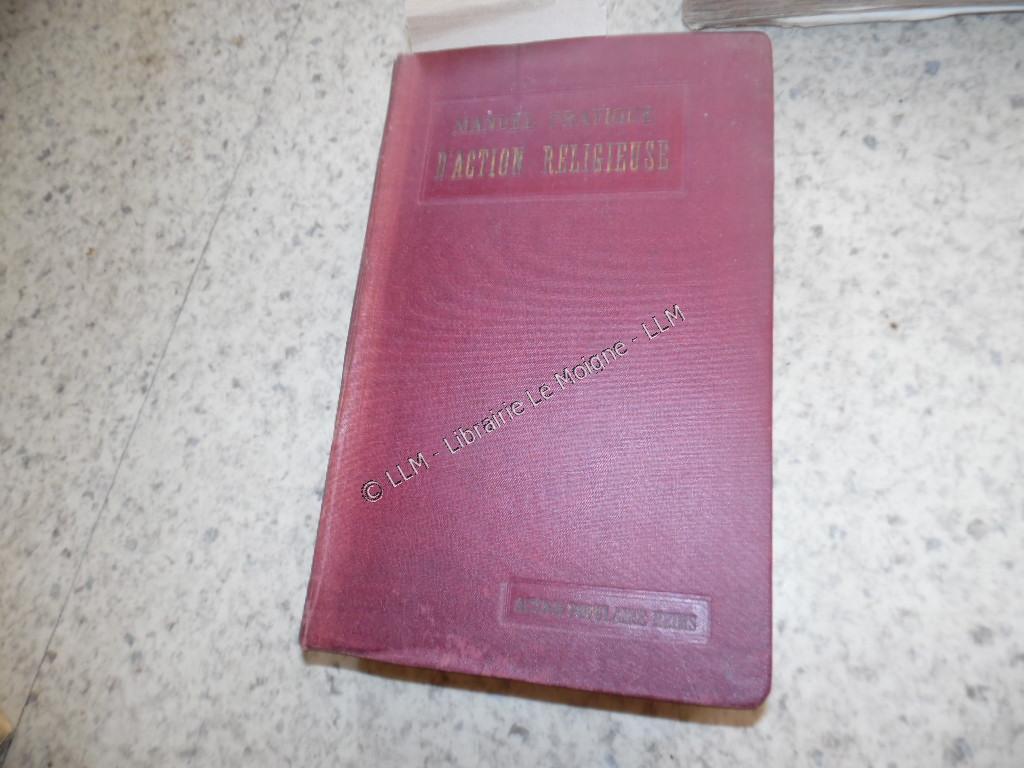 MANUEL PRATIQUE
D'ACTION RELIGIEUSE
© LLM - Librairie Le Moigne - LLM
ACTION POPULAIRE REIMS